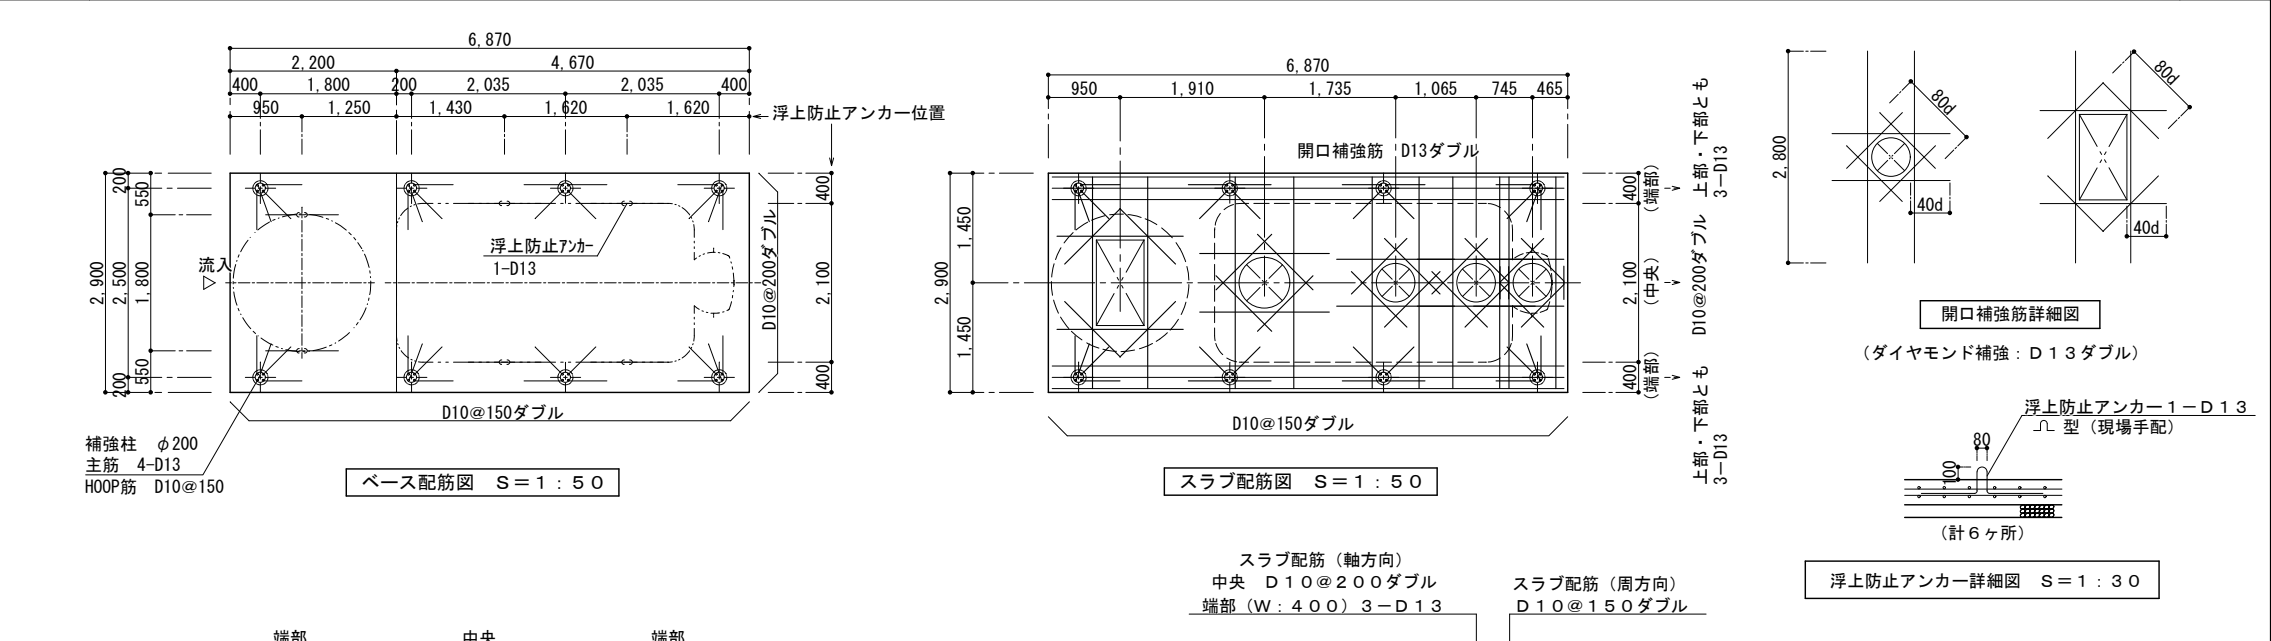 6,870
2,200
4,670
400
1,800
200
2,035
2,035
400
950
1,250
1,430
1,620
1,620
浮上防止アンカー位置
200
550
2,900
2,500
1,800
550
200
流入
浮上防止アンカー
1-D13
400
2,100
400
D10@200ダブル
D10@150ダブル
補強柱 φ200
主筋 4-D13
HOOP筋 D10@150
ベース配筋図 S=1:50
6,870
950
1,910
1,735
1,065
745
465
開口補強筋 D13ダブル
1,450
2,900
1,450
400
(端部)
2,100
(中央)
400
(端部)
上部・下部とも
3-D13
D10@200ダブル
上部・下部とも
3-D13
D10@150ダブル
スラブ配筋図 S=1:50
スラブ配筋(軸方向)
中央 D10@200ダブル
端部(W:400)3-D13
スラブ配筋(周方向)
D10@150ダブル
2,800
80d
40d
80d
40d
開口補強筋詳細図
(ダイヤモンド補強:D13ダブル)
浮上防止アンカー1-D13
型(現場手配)
80
100
(計6ヶ所)
浮上防止アンカー詳細図 S=1:30
端部
中央
端部